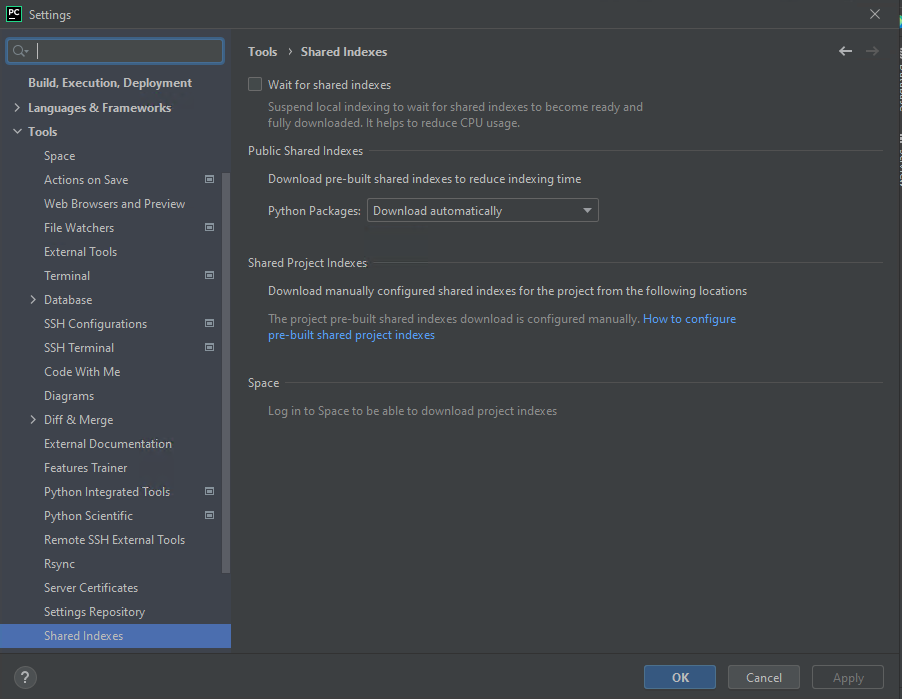 PC Settings
Build, Execution, Deployment
Languages & Frameworks
Tools
Space
Actions on Save
Web Browsers and Preview
File Watchers
External Tools
Terminal
Database
SSH Configurations
SSH Terminal
Code With Me
Diagrams
Diff & Merge
External Documentation
Features Trainer
Python Integrated Tools
Python Scientific
Remote SSH External Tools
Rsync
Server Certificates
Settings Repository
Shared Indexes
Tools › Shared Indexes
Wait for shared indexes
Suspend local indexing to wait for shared indexes to become ready and
fully downloaded. It helps to reduce CPU usage.
Public Shared Indexes
Download pre-built shared indexes to reduce indexing time
Python Packages: Download automatically
Shared Project Indexes
Download manually configured shared indexes for the project from the following locations
The project pre-built shared indexes download is configured manually. How to configure
pre-built shared project indexes
Space
Log in to Space to be able to download project indexes
?
OK Cancel Apply